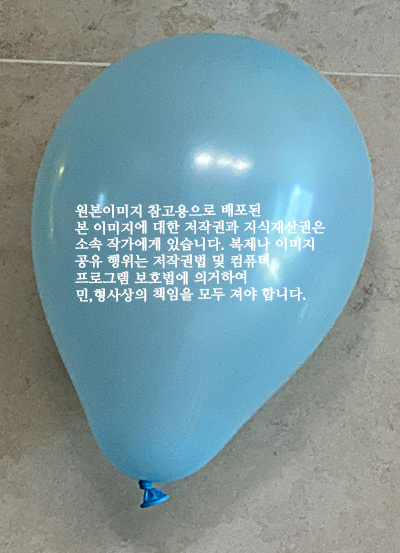 원본이미지 참고용으로 배포된
본 이미지에 대한 저작권과 지식재산권은
소속 작가에게 있습니다. 복제나 이미지
공유 행위는 저작권법 및 컴퓨터
프로그램 보호법에 의거하여
민,형사상의 책임을 모두 져야 합니다.